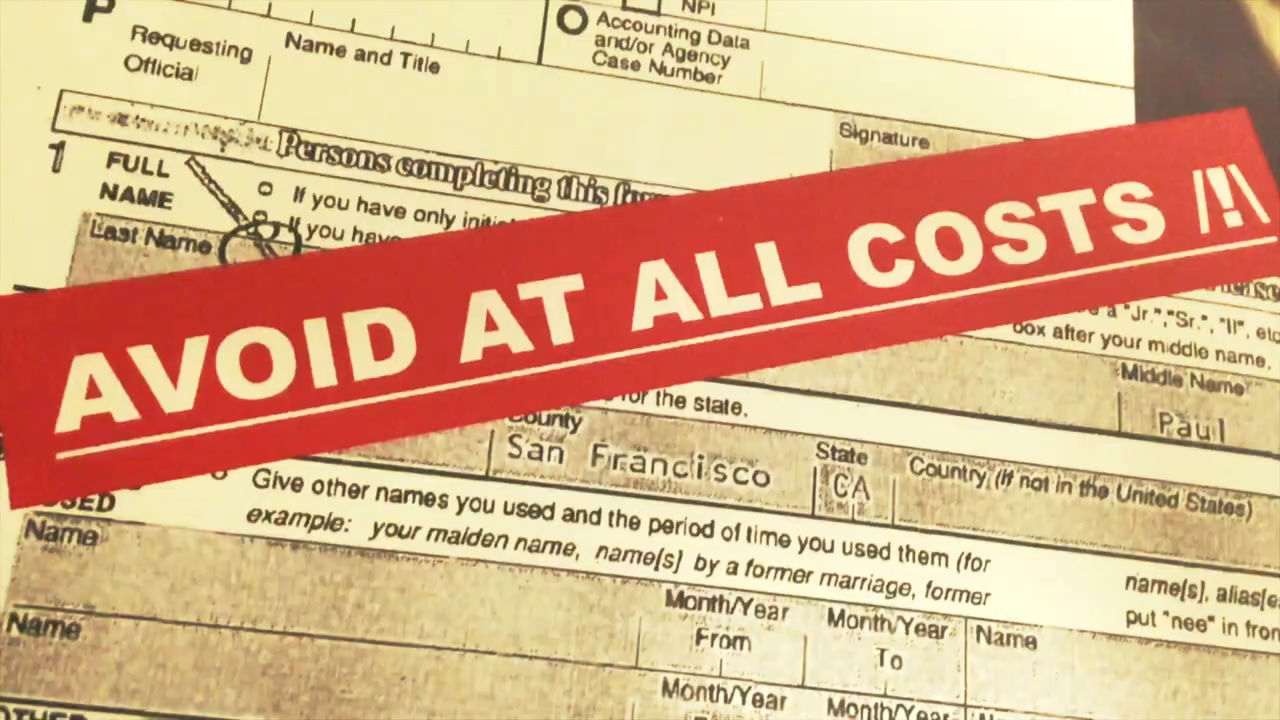 P
NPI
Requesting
Official
Name and Title
O
Accounting Data
and/or Agency
Case Number
Signature
Persons completing this
1
FULL
NAME
If you have only
If you have
Last Name
AVOID AT ALL COSTS /!\
a "Jr.","Sr.", "II", etc
box after your middle name.
Middle Name
Paul
for the state.
County
San Francisco
State
CA
Country (if not in the United States)
USED
Give other names you used and the period of time you used them (for
example: your maiden name, name[s] by a former marriage, former
name[s], alias[e
put "nee" in fron
Name
Month/Year
From
Month/Year
To
Name
Name
Month/Year
Month/Year